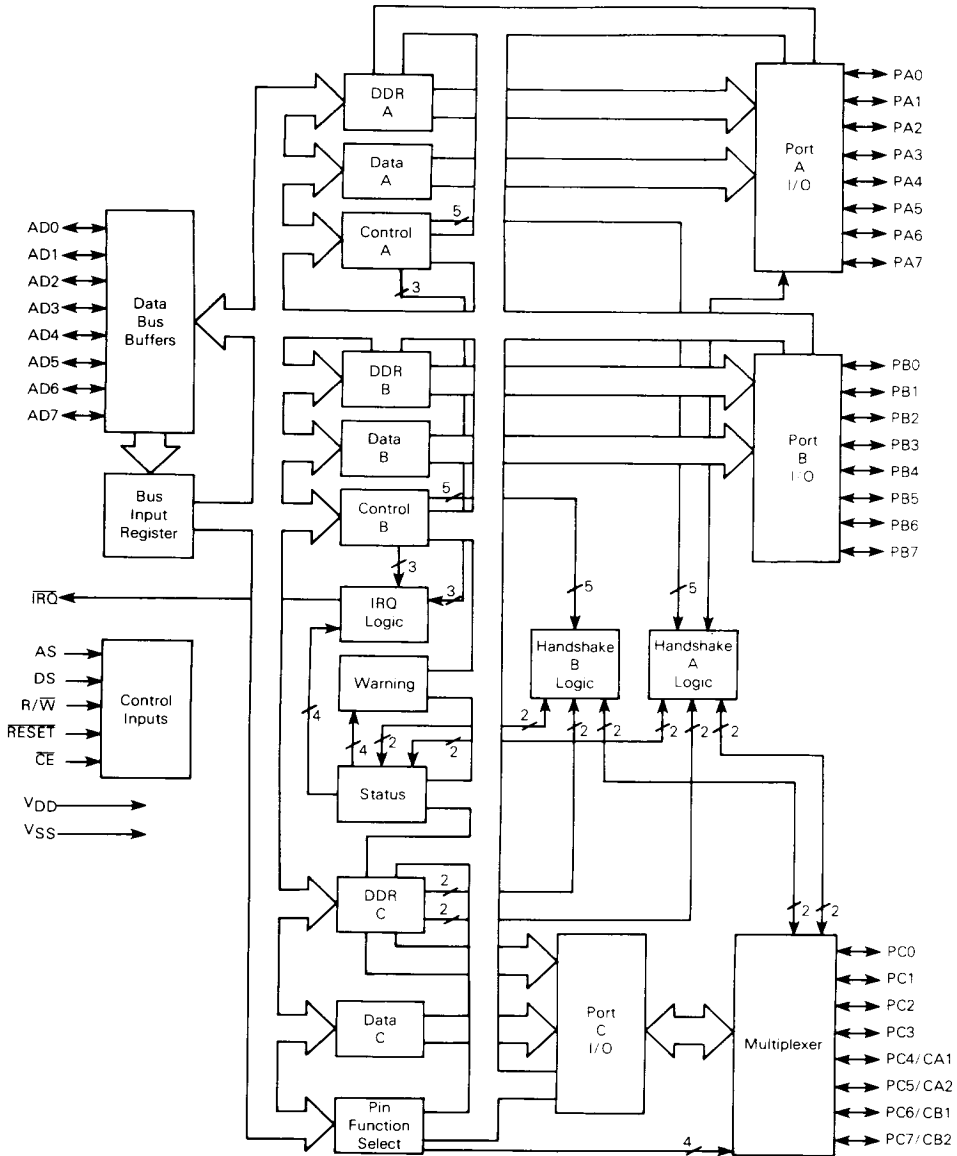 DDR
A
Data
A
Control
A
5
3
Port
A
I/O
PA0
PA1
PA2
PA3
PA4
PA5
PA6
PA7
AD0
AD1
AD2
AD3
AD4
AD5
AD6
AD7
Data
Bus
Buffers
Bus
Input
Register
DDR
B
Data
B
Control
B
5
3
Port
B
I/O
PB0
PB1
PB2
PB3
PB4
PB5
PB6
PB7
IRQ
IRQ
Logic
3
5
5
Handshake
B
Logic
Handshake
A
Logic
AS
DS
R/W
RESET
CE
Control
Inputs
VDD
VSS
Warning
4
4
2
2
2
2
2
2
2
2
Status
DDR
C
2
2
2
2
Data
C
Port
C
I/O
Multiplexer
PC0
PC1
PC2
PC3
PC4/CA1
PC5/CA2
PC6/CB1
PC7/CB2
Pin
Function
Select
4